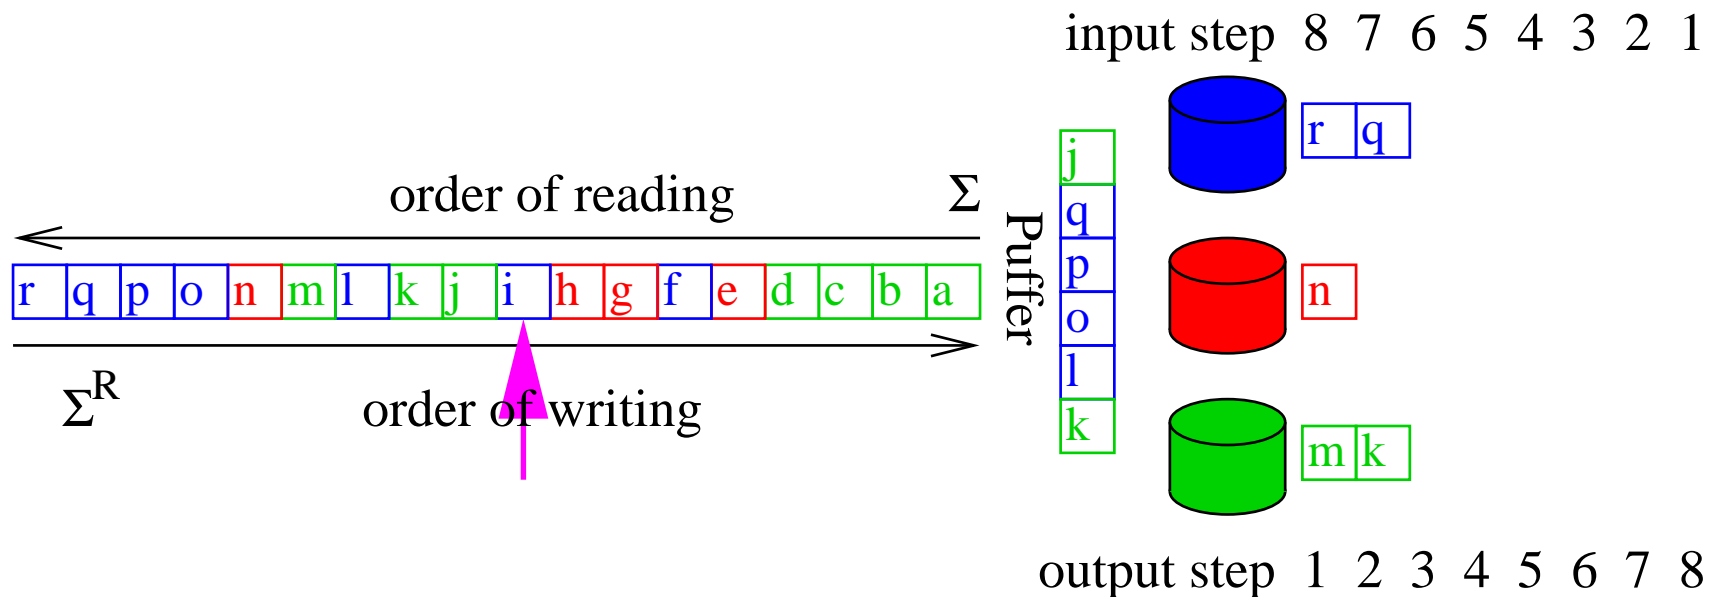 input step 8 7 6 5 4 3 2 1
order of reading Σ
r q p o n m l k j i h g f e d c b a
Σ^R order of writing
Puffer
j
q
p
o
l
k
r q
n
m k
output step 1 2 3 4 5 6 7 8